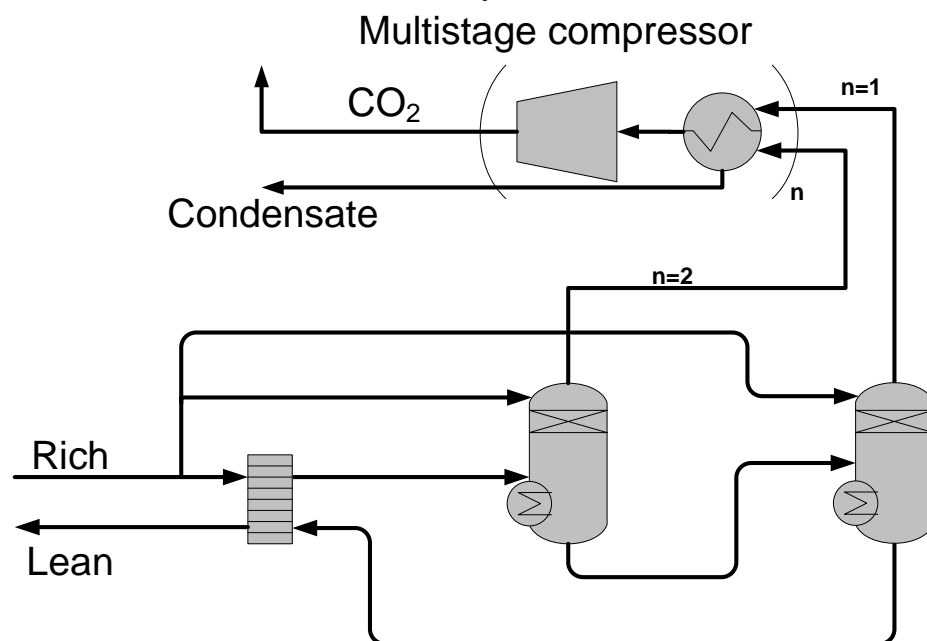 Multistage compressor
CO₂
n=1
n
Condensate
n=2
Rich
Lean